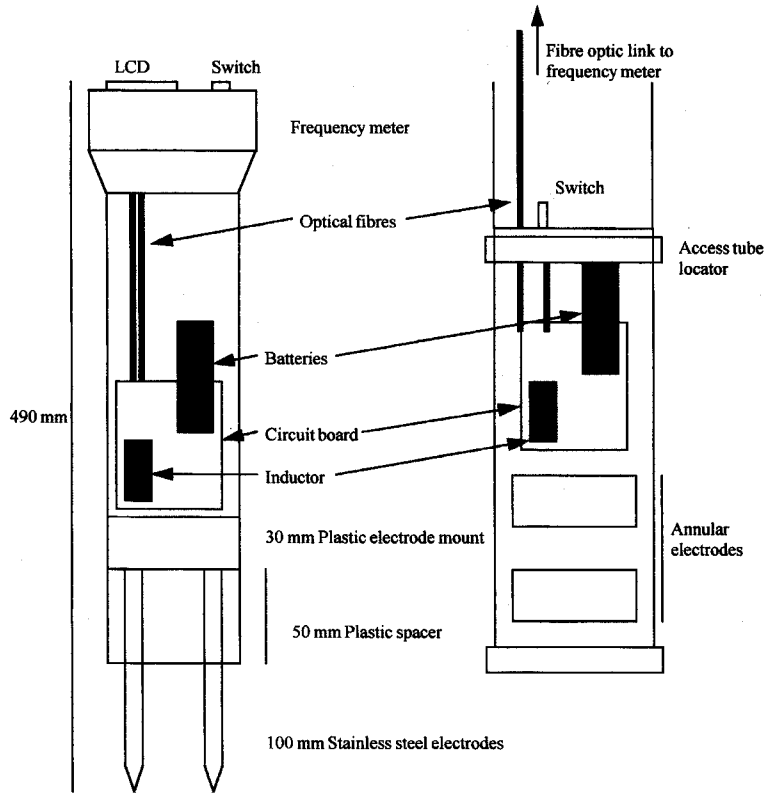 LCD
Switch
Fibre optic link to
frequency meter
Frequency meter
Switch
Optical fibres
Access tube
locator
Batteries
490 mm
Circuit board
Inductor
30 mm Plastic electrode mount
Annular
electrodes
50 mm Plastic spacer
100 mm Stainless steel electrodes